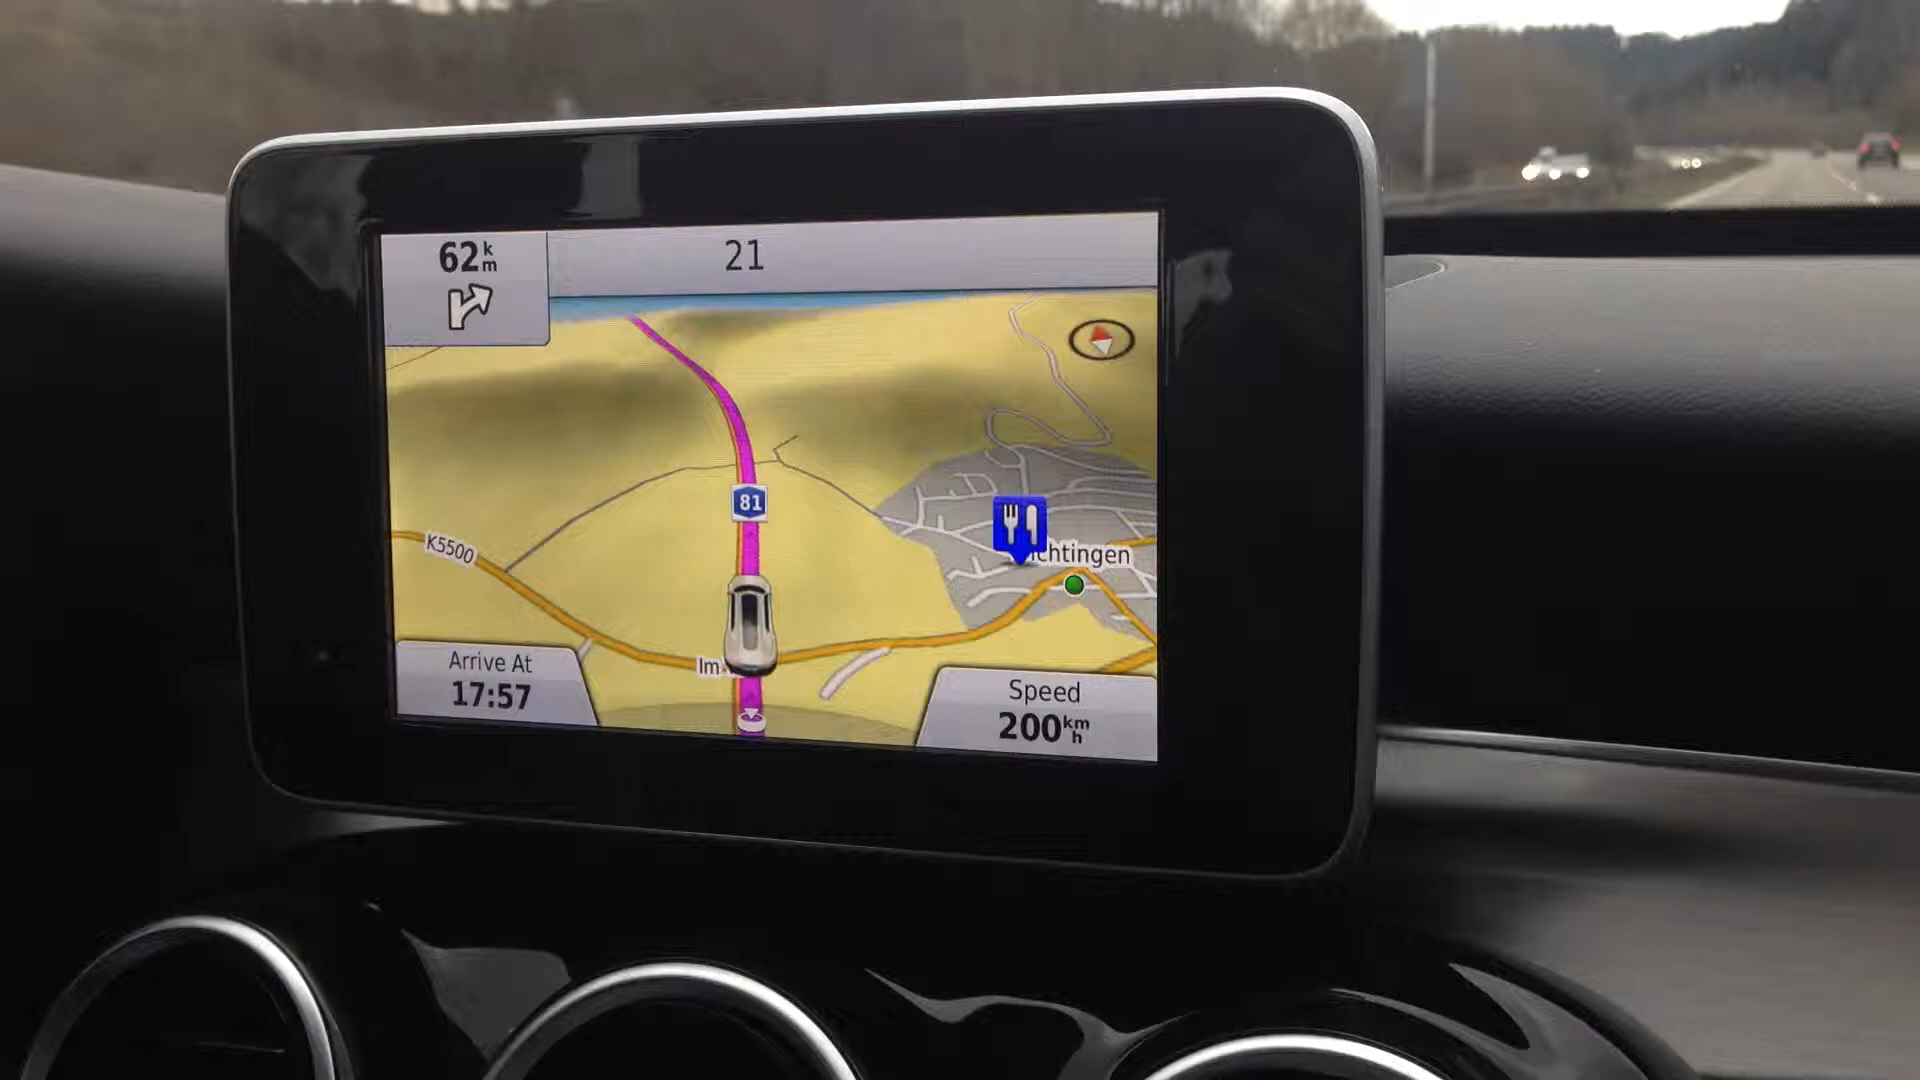 62 km
21
81
K5500
chtingen
Im
Arrive At
17:57
Speed
200 km/h